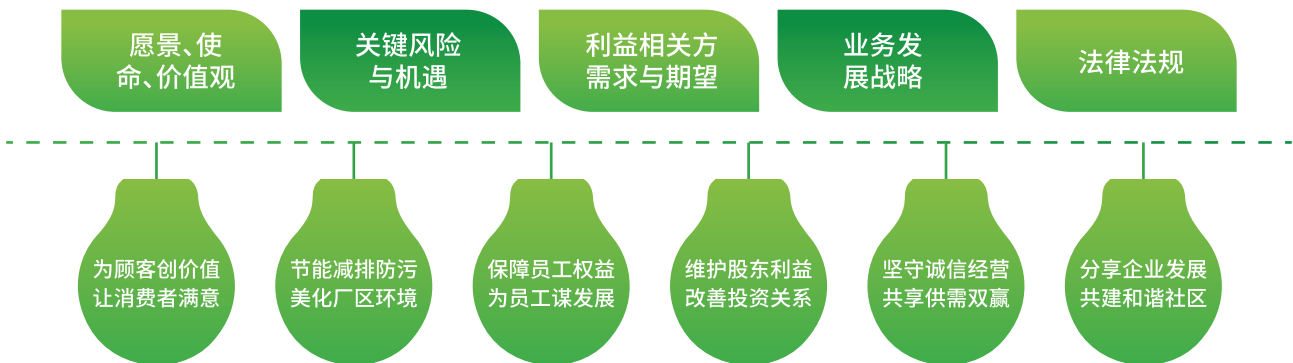 愿景、使
命、价值观
关键风险
与机遇
利益相关方
需求与期望
业务发
展战略
法律法规
为顾客创价值
让消费者满意
节能减排防污
美化厂区环境
保障员工权益
为员工谋发展
维护股东利益
改善投资关系
坚守诚信经营
共享供需双赢
分享企业发展
共建和谐社区